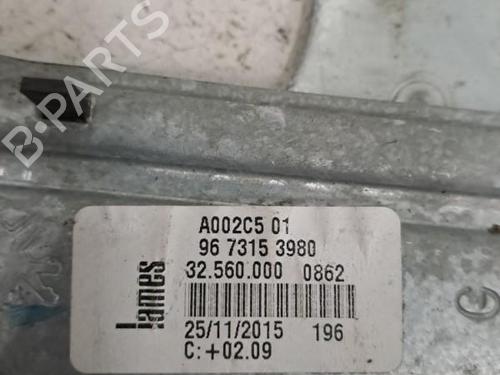 B-PARTS
A002C5 01
96 7315 3980
32.560.000 0862
lames
25/11/2015 196
C:+02.09